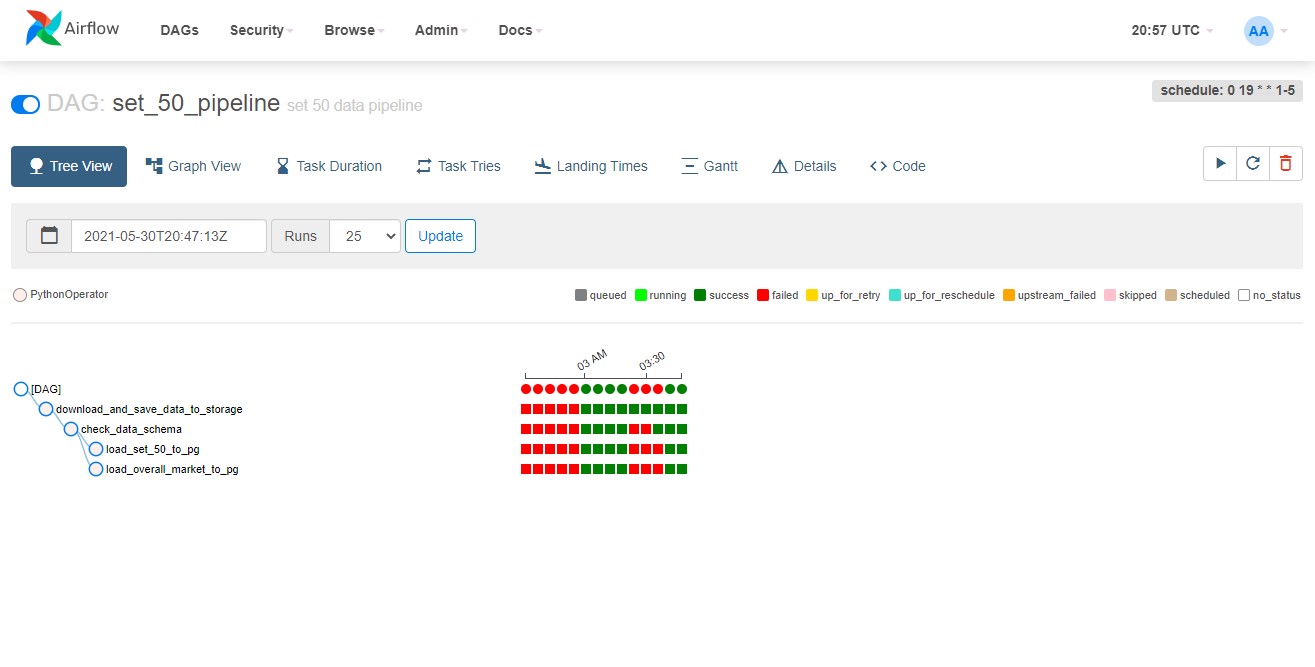 Airflow DAGs Security Browse Admin Docs 20:57 UTC AA
schedule: 0 19 * * 1-5
DAG: set_50_pipeline set 50 data pipeline
Tree View Graph View Task Duration Task Tries Landing Times Gantt Details Code
2021-05-30T20:47:13Z Runs 25 Update
PythonOperator queued running success failed up_for_retry up_for_reschedule upstream_failed skipped scheduled no_status
03 AM 03:30
[DAG]
download_and_save_data_to_storage
check_data_schema
load_set_50_to_pg
load_overall_market_to_pg